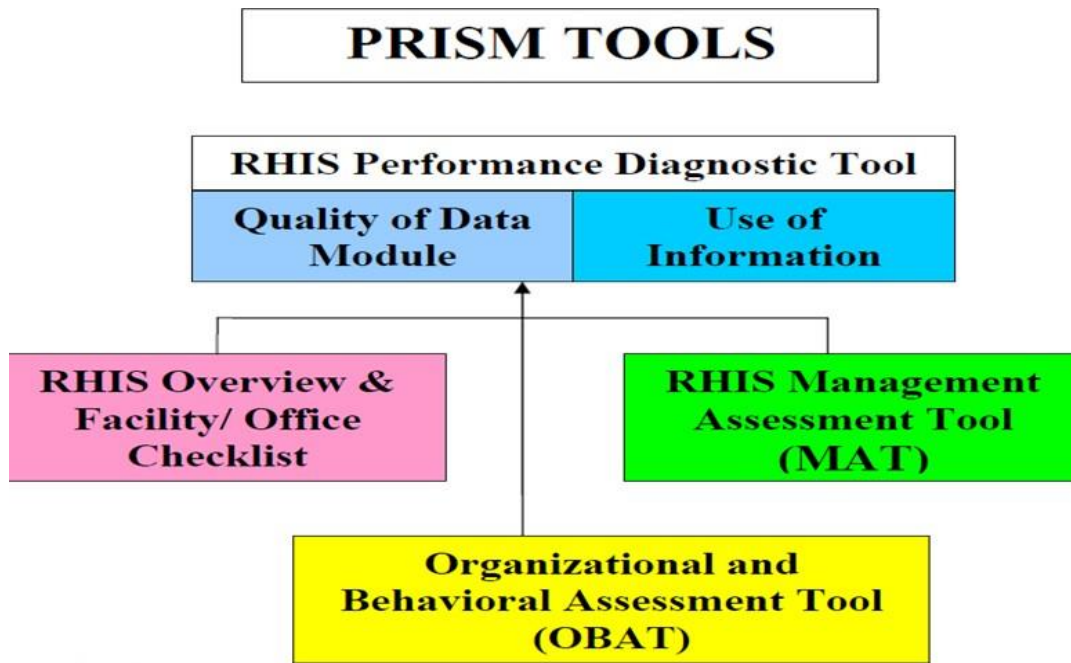 PRISM TOOLS
RHIS Performance Diagnostic Tool
Quality of Data
Module
Use of
Information
RHIS Overview &
Facility/ Office
Checklist
RHIS Management
Assessment Tool
(MAT)
Organizational and
Behavioral Assessment Tool
(OBAT)